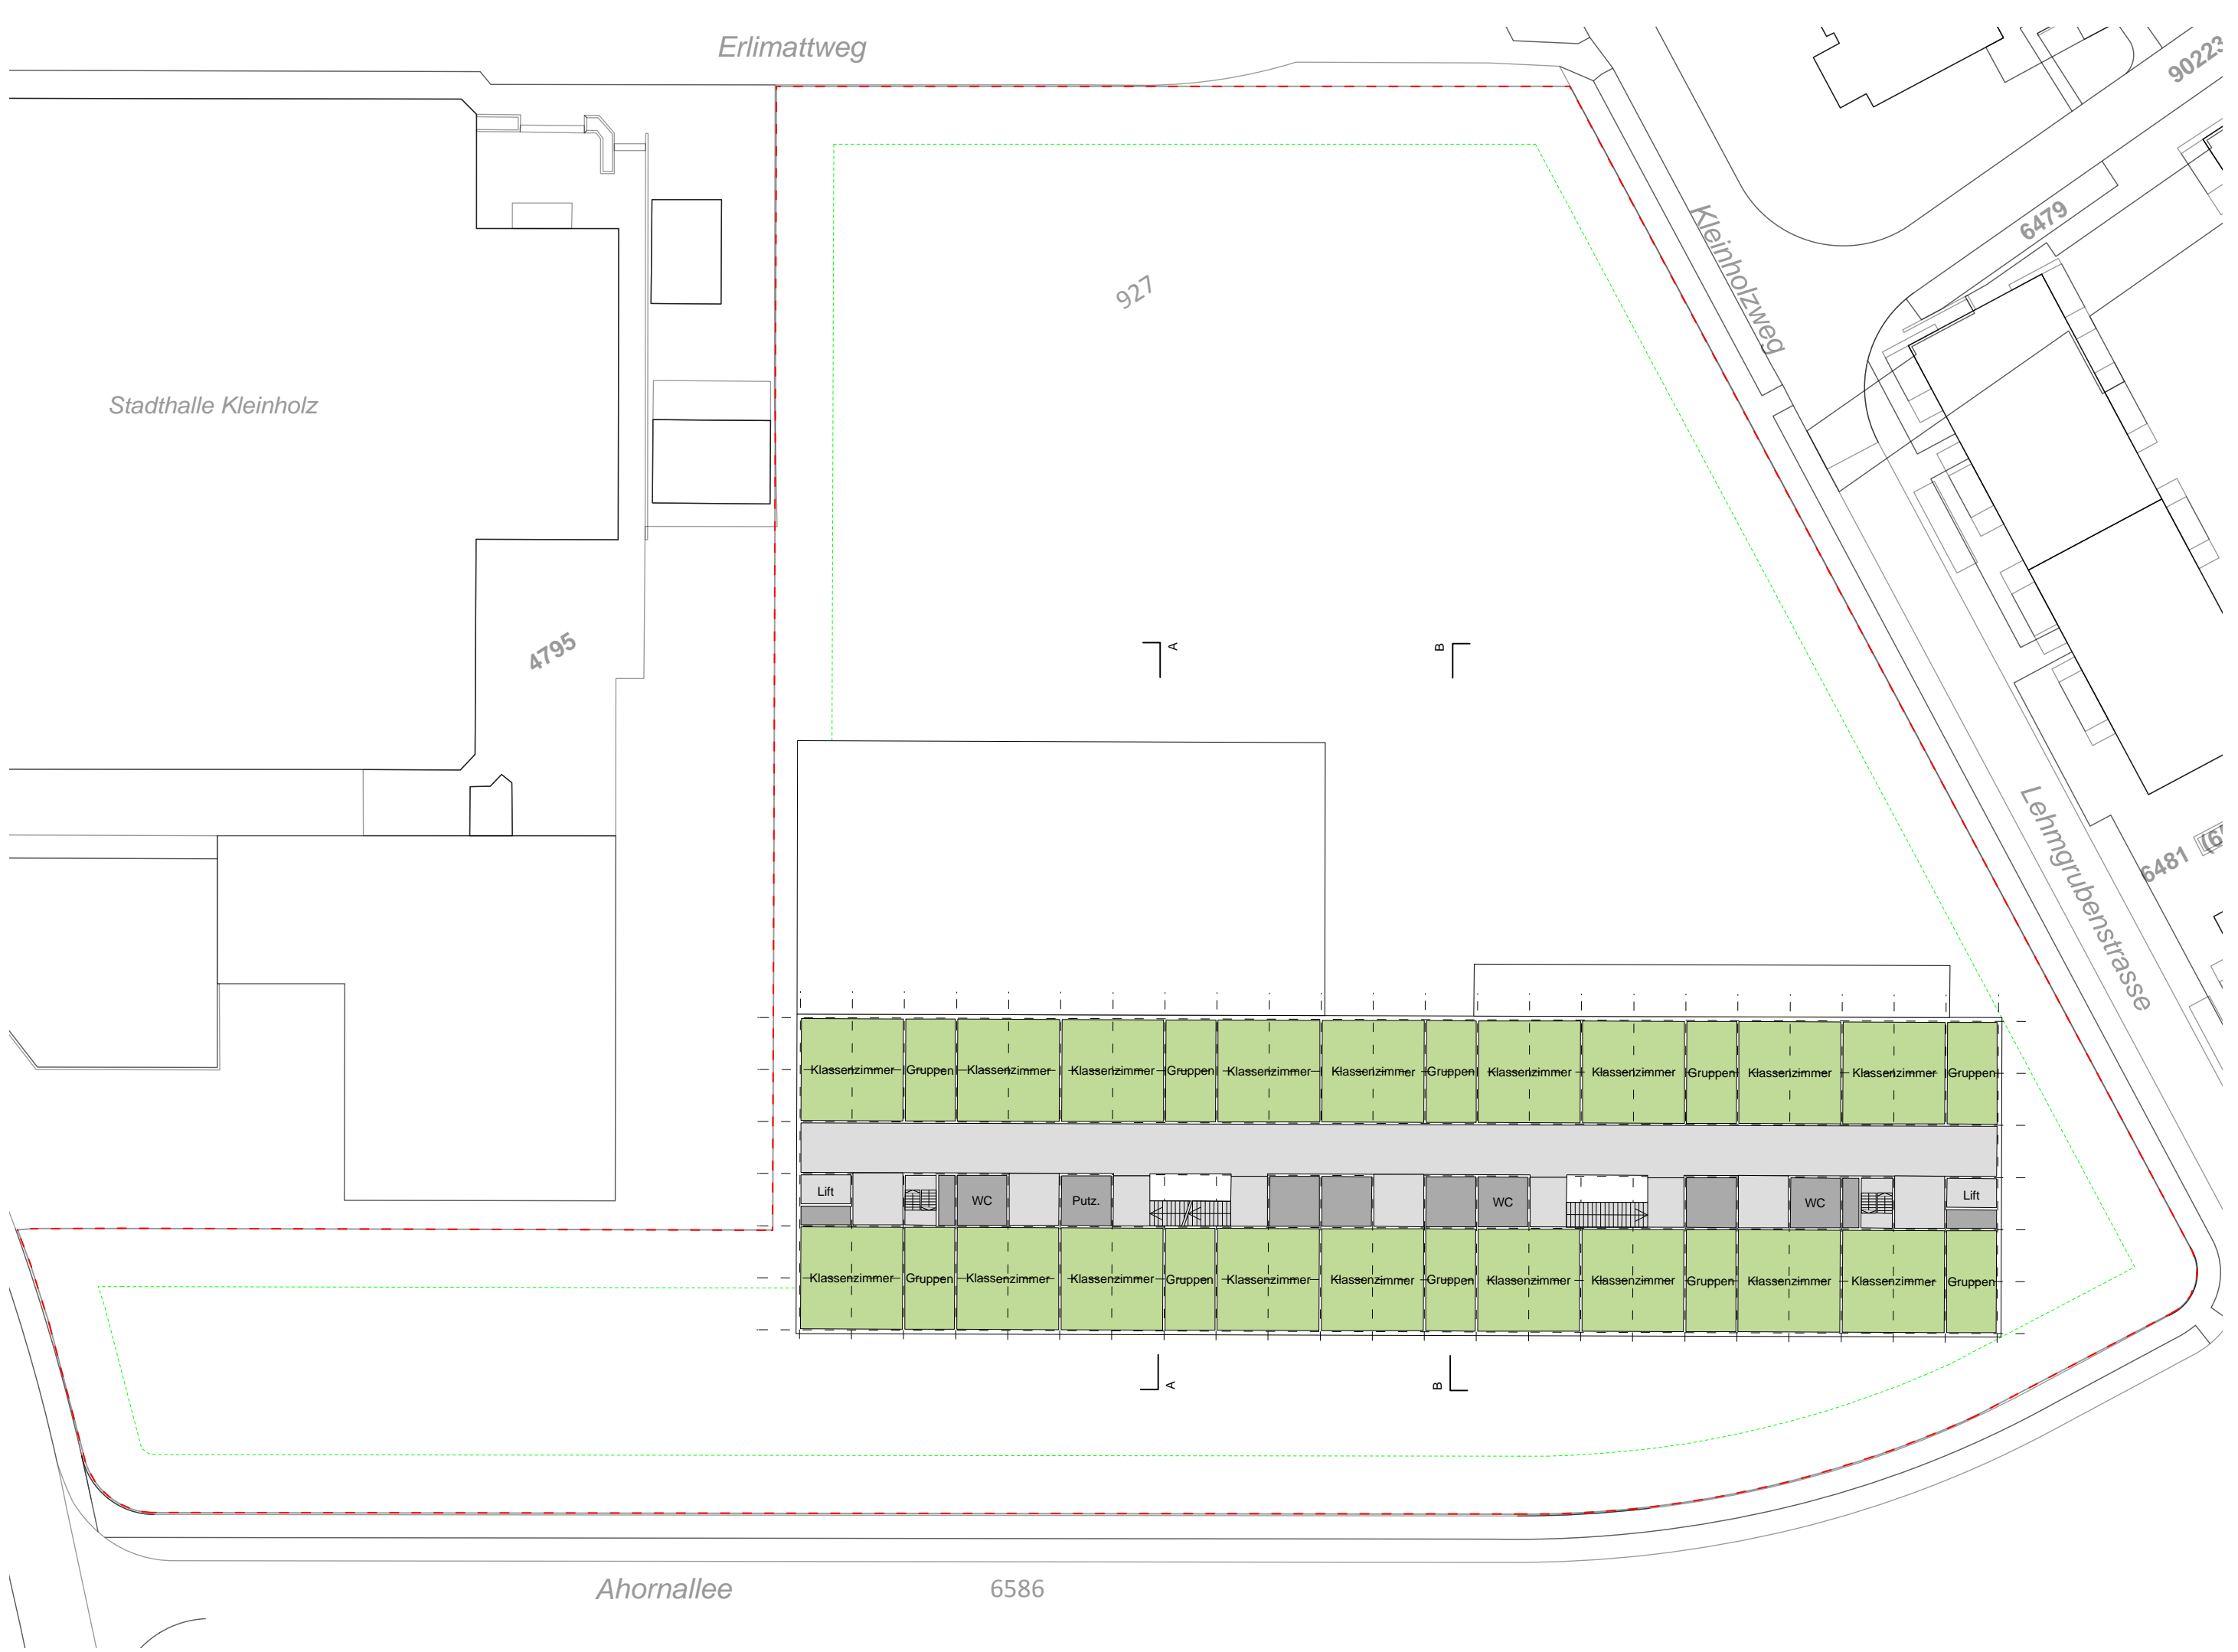 Erlimattweg
90223
6479
Kleinholzweg
927
Stadthalle Kleinholz
4795
A
B
Lehmgrubenstrasse
6481
Klassenzimmer Gruppen Klassenzimmer Klassenzimmer Gruppen Klassenzimmer Klassenzimmer Gruppen Klassenzimmer Klassenzimmer Gruppen Klassenzimmer Klassenzimmer Gruppen
Lift WC Putz. WC WC Lift
Klassenzimmer Gruppen Klassenzimmer Klassenzimmer Gruppen Klassenzimmer Klassenzimmer Gruppen Klassenzimmer Klassenzimmer Gruppen Klassenzimmer Klassenzimmer Gruppen
A
B
Ahornallee
6586